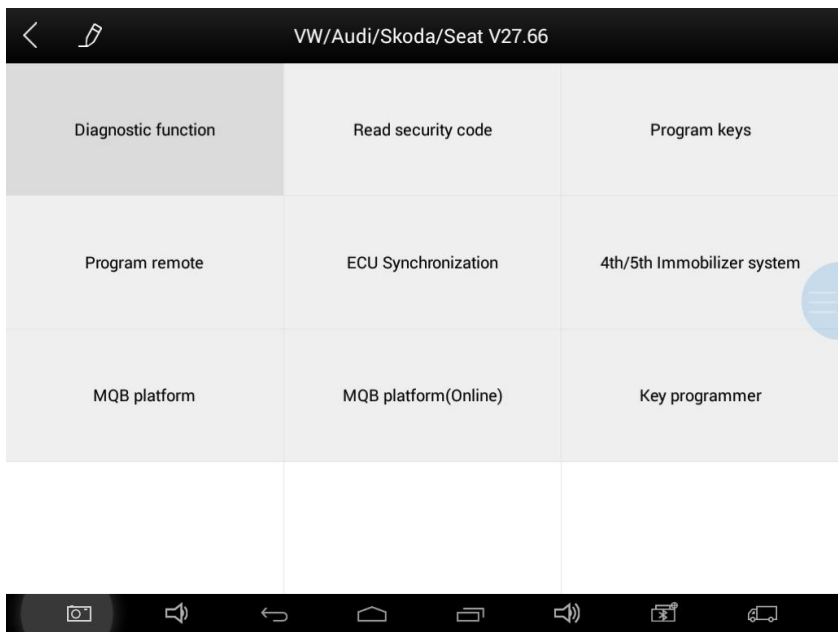 VW/Audi/Skoda/Seat V27.66
Diagnostic function
Read security code
Program keys
Program remote
ECU Synchronization
4th/5th Immobilizer system
MQB platform
MQB platform(Online)
Key programmer